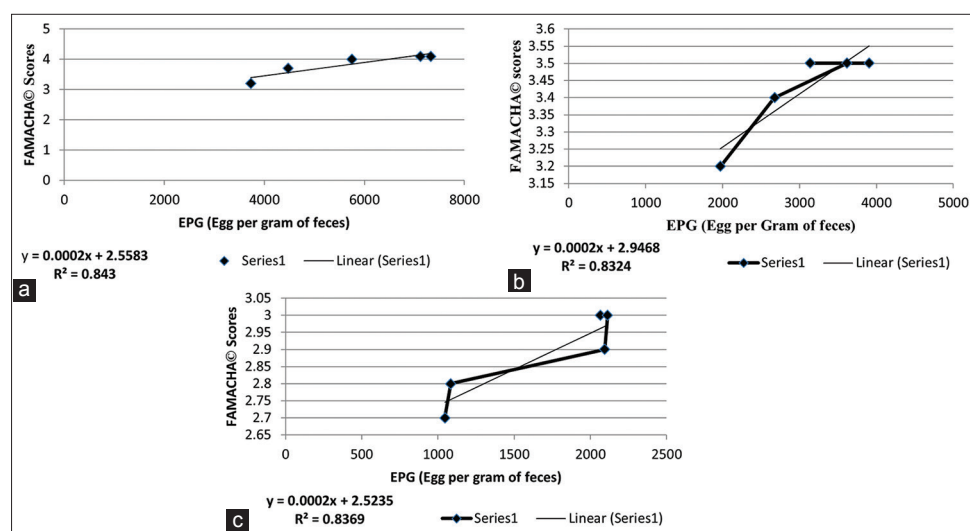 5
4
3
2
1
0
FAMACHA© Scores
0 2000 4000 6000 8000
EPG (Egg per gram of feces)
y = 0.0002x + 2.5583
R² = 0.843
Series1 Linear (Series1)
a
3.6
3.55
3.5
3.45
3.4
3.35
3.3
3.25
3.2
3.15
FAMACHA© scores
0 1000 2000 3000 4000 5000
EPG (Egg per Gram of feces)
y = 0.0002x + 2.9468
R² = 0.8324
Series1 Linear (Series1)
b
3.05
3
2.95
2.9
2.85
2.8
2.75
2.7
2.65
FAMACHA© Scores
0 500 1000 1500 2000 2500
EPG (Egg per gram of feces)
y = 0.0002x + 2.5235
R² = 0.8369
Series1 Linear (Series1)
c